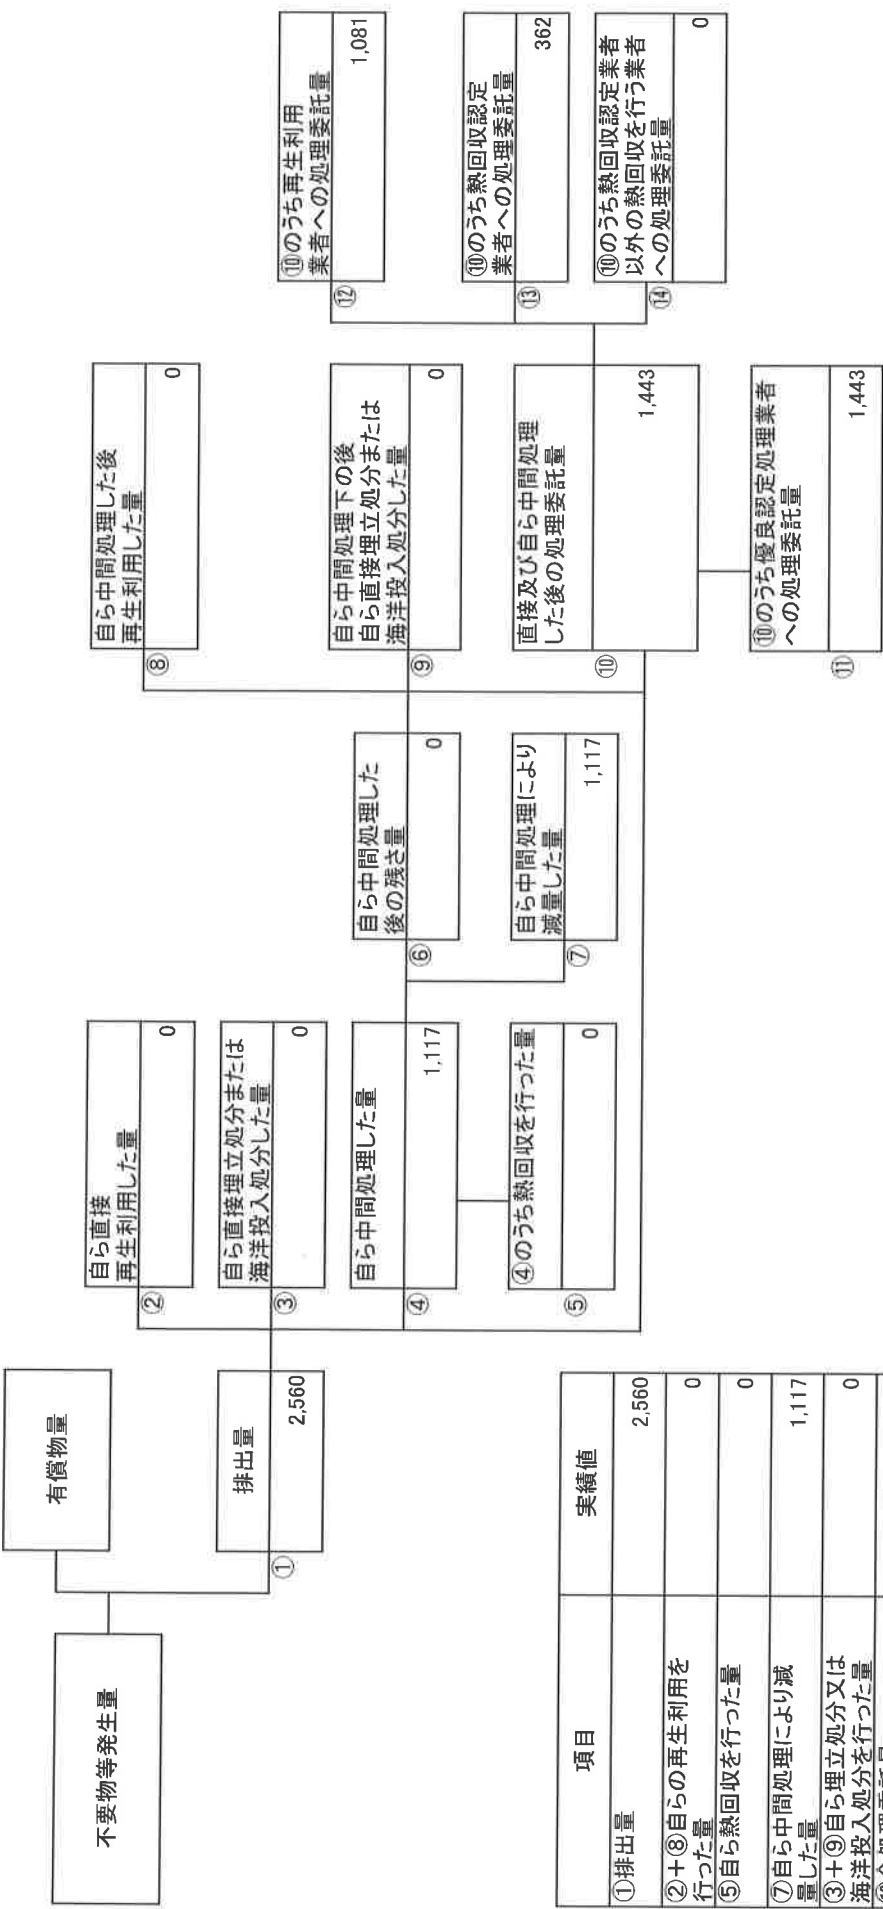 不要物等発生量
有償物量
①
排出量
2,560
②
自ら直接
再生利用した量
0
③
自ら直接埋立処分または
海洋投入処分した量
0
④
自ら中間処理した量
1,117
⑤
④のうち熱回収を行った量
0
⑥
自ら中間処理した
後の残さ量
0
⑦
自ら中間処理により
減量した量
1,117
⑧
自ら中間処理した後
再生利用した量
0
⑨
自ら中間処理下の後
自ら直接埋立処分または
海洋投入処分した量
0
⑩
直接及び自ら中間処理
した後の処理委託量
1,443
⑪
⑩のうち優良認定処理業者
への処理委託量
1,443
⑫
⑩のうち再生利用
業者への処理委託量
1,081
⑬
⑩のうち熱回収認定
業者への処理委託量
362
⑭
⑩のうち熱回収認定業者
以外の熱回収を行う業者
への処理委託量
0
項目 実績値
①排出量 2,560
②+⑧自らの再生利用を
行った量 0
⑤自ら熱回収を行った量 0
⑦自ら中間処理により減
量した量 1,117
③+⑨自ら埋立処分又は
海洋投入処分を行った量 0